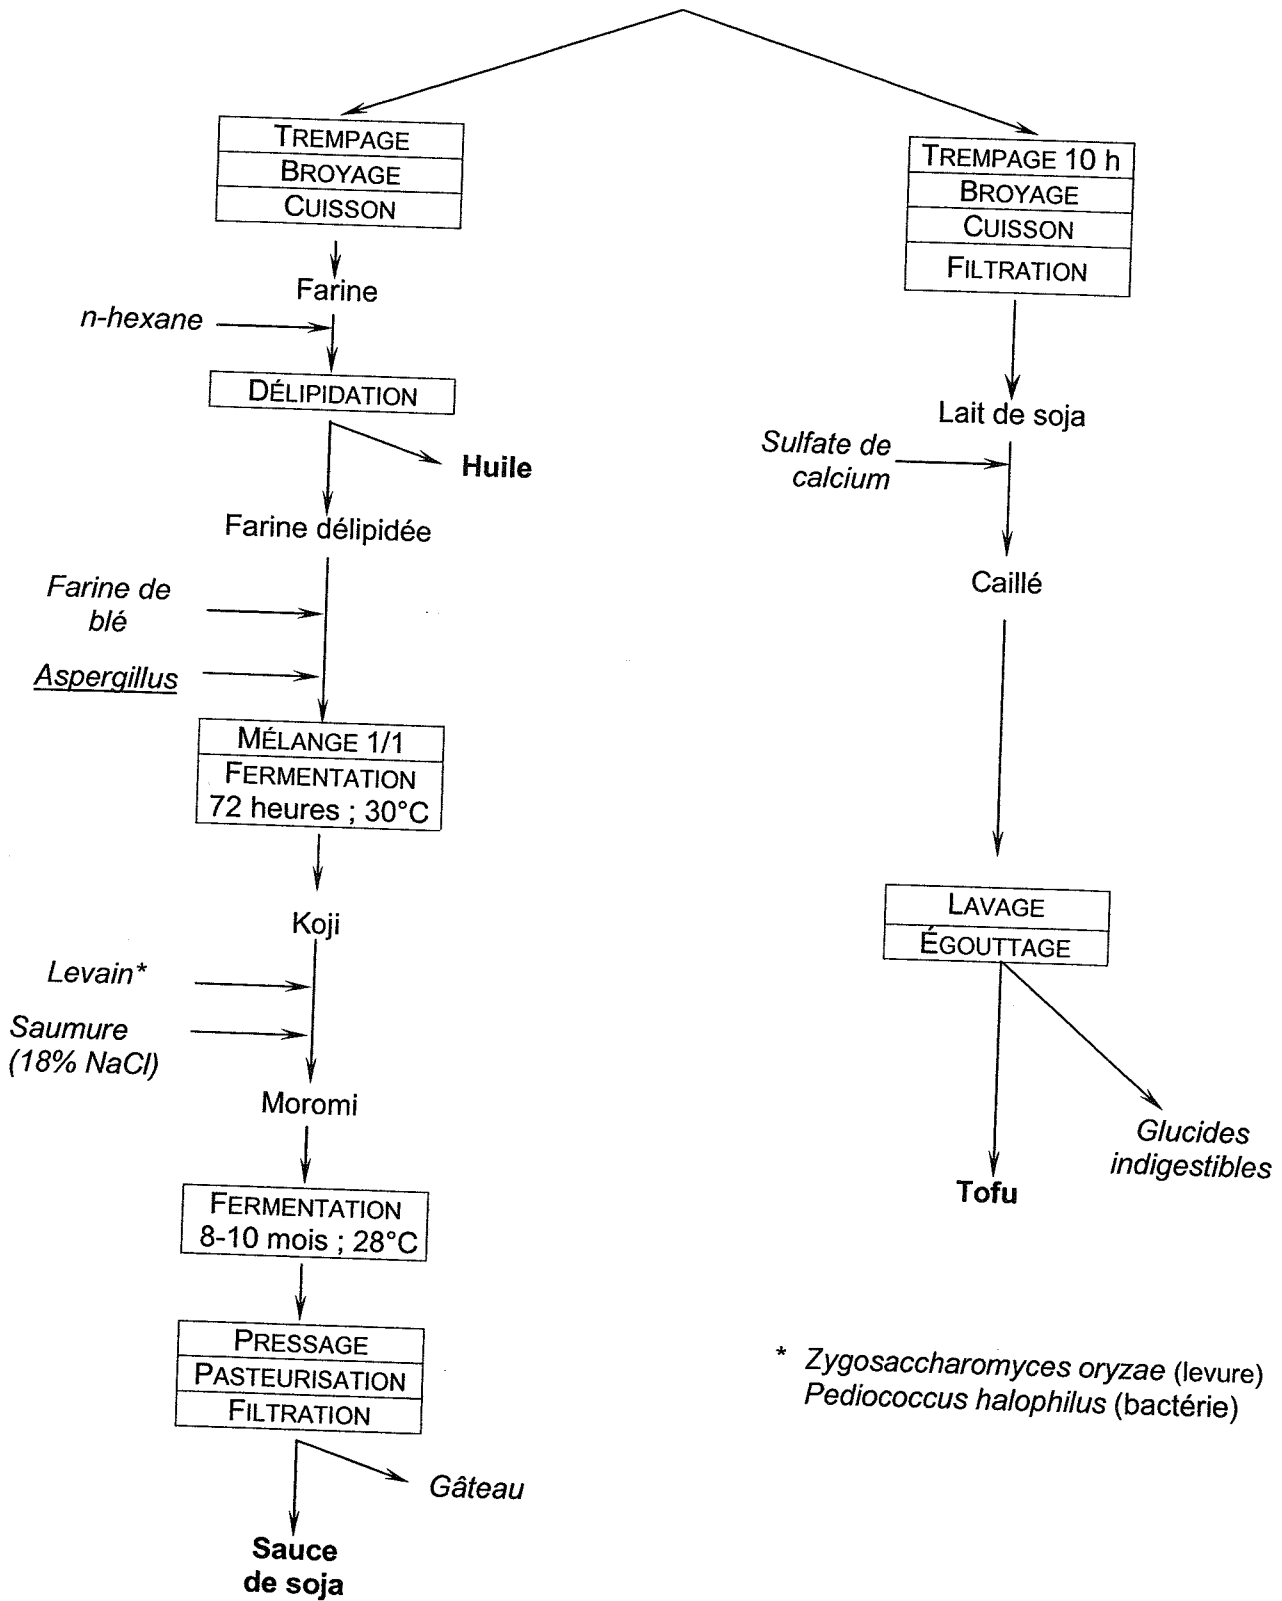 TREMPAGE
BROYAGE
CUISSON
Farine
n-hexane
DÉLIPIDATION
Huile
Farine délipidée
Farine de
blé
Aspergillus
MÉLANGE 1/1
FERMENTATION
72 heures ; 30°C
Koji
Levain*
Saumure
(18% NaCl)
Moromi
FERMENTATION
8-10 mois ; 28°C
PRESSAGE
PASTEURISATION
FILTRATION
Gâteau
Sauce
de soja
TREMPAGE 10 h
BROYAGE
CUISSON
FILTRATION
Lait de soja
Sulfate de
calcium
Caillé
LAVAGE
ÉGOUTTAGE
Glucides
indigestibles
Tofu
* Zygosaccharomyces oryzae (levure)
Pediococcus halophilus (bactérie)